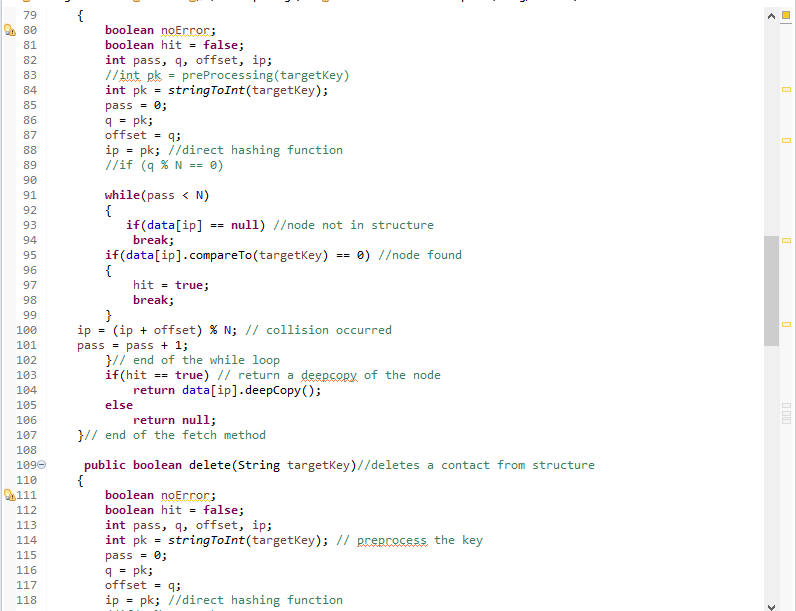 79 {
80 boolean noError;
81 boolean hit = false;
82 int pass, q, offset, ip;
83 //int pk = preProcessing(targetKey)
84 int pk = stringToInt(targetKey);
85 pass = 0;
86 q = pk;
87 offset = q;
88 ip = pk; //direct hashing function
89 //if (q % N == 0)
90
91 while(pass < N)
92 {
93 if(data[ip] == null) //node not in structure
94 break;
95 if(data[ip].compareTo(targetKey) == 0) //node found
96 {
97 hit = true;
98 break;
99 }
100 ip = (ip + offset) % N; // collision occurred
101 pass = pass + 1;
102 }// end of the while loop
103 if(hit == true) // return a deepcopy of the node
104 return data[ip].deepCopy();
105 else
106 return null;
107 }// end of the fetch method
108
109 public boolean delete(String targetKey)//deletes a contact from structure
110 {
111 boolean noError;
112 boolean hit = false;
113 int pass, q, offset, ip;
114 int pk = stringToInt(targetKey); // preprocess the key
115 pass = 0;
116 q = pk;
117 offset = q;
118 ip = pk; //direct hashing function